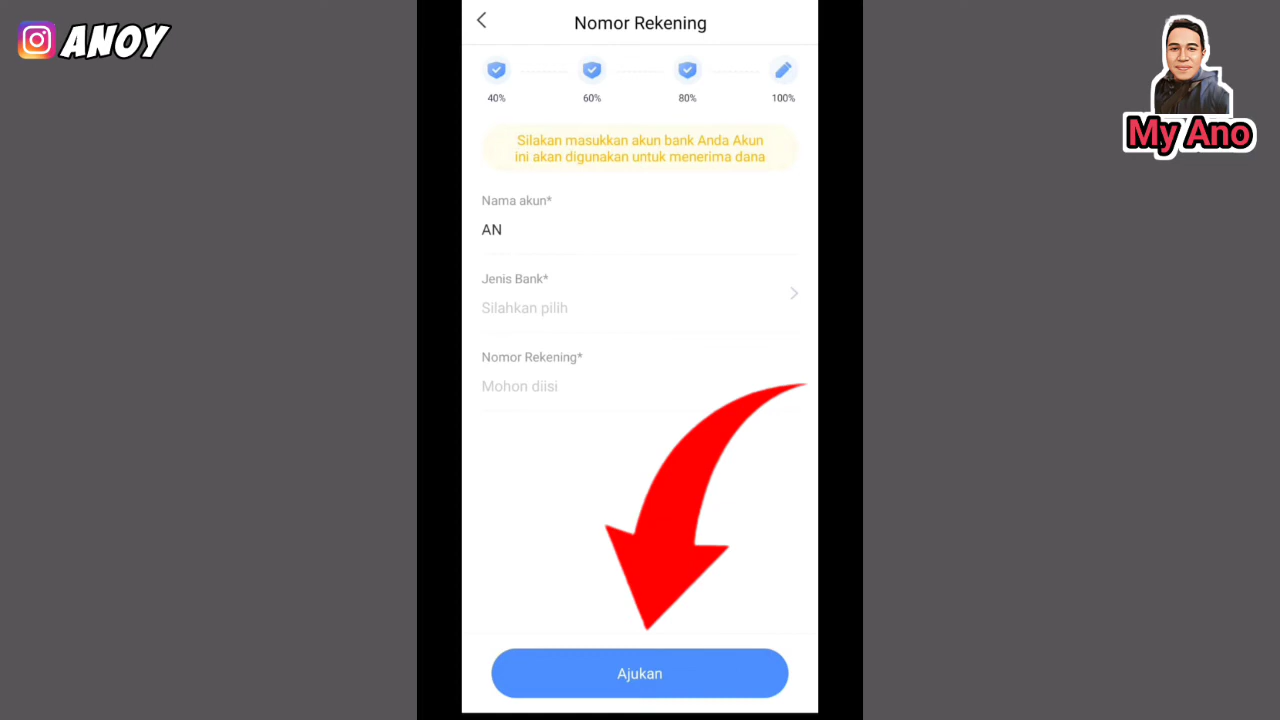 ANOY
Nomor Rekening
40%
60%
80%
100%
Silakan masukkan akun bank Anda Akun
ini akan digunakan untuk menerima dana
Nama akun*
AN
Jenis Bank*
Silahkan pilih
Nomor Rekening*
Mohon diisi
Ajukan
My Ano